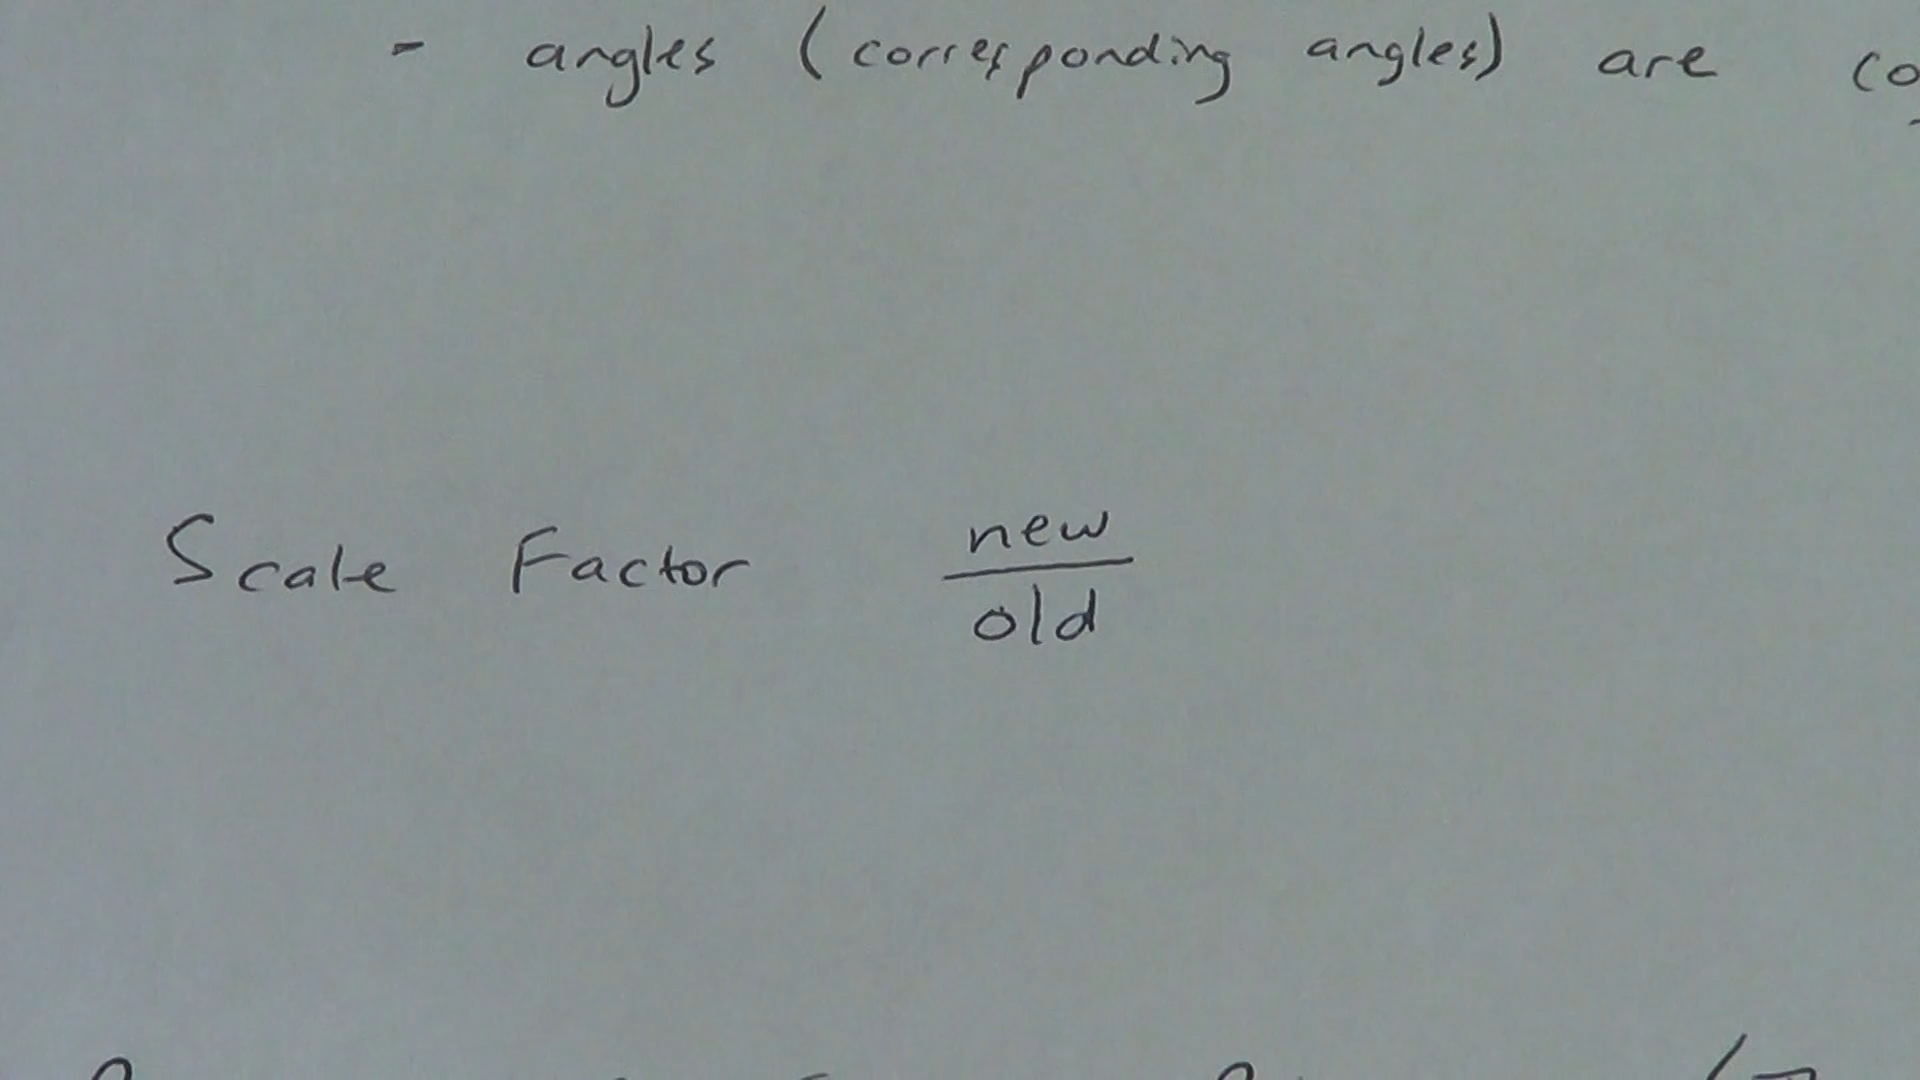 - angles (corresponding angles) are
Scale Factor new
old